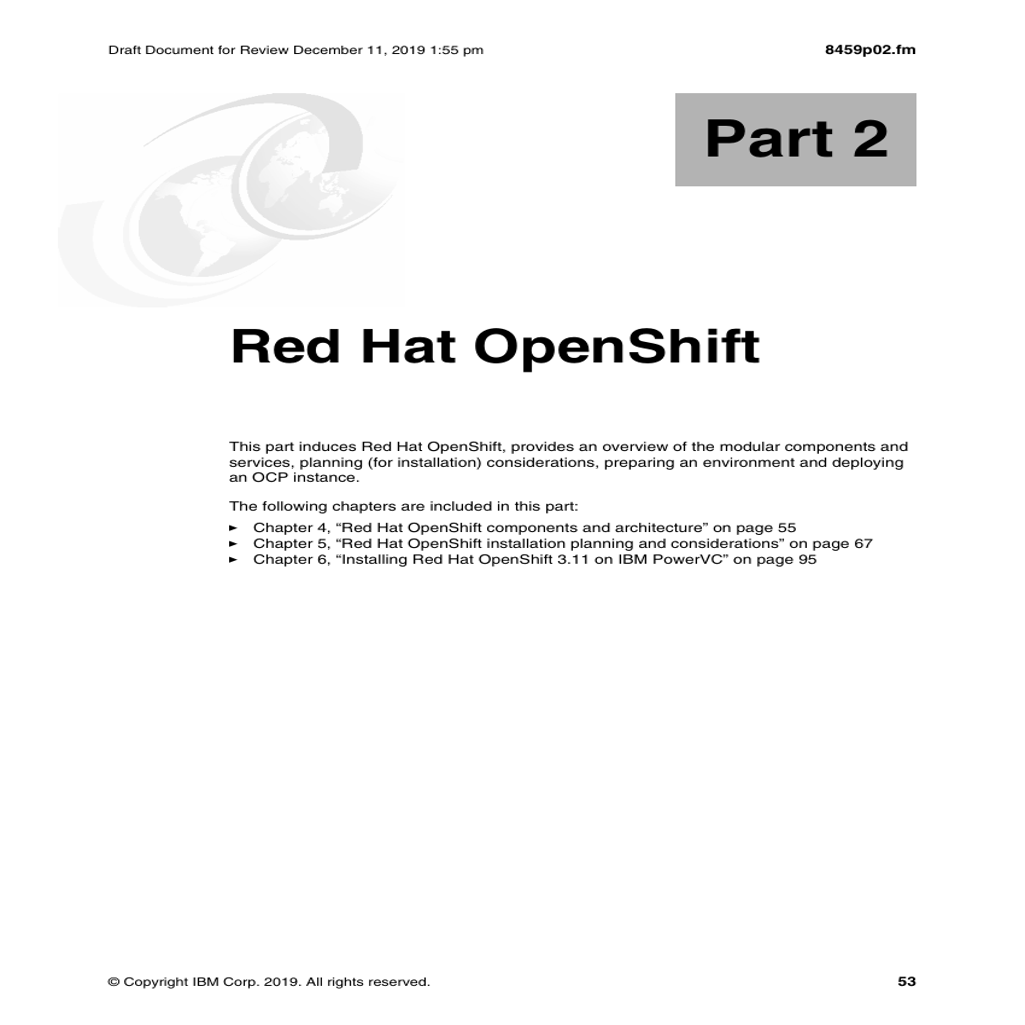 Draft Document for Review December 11, 2019 1:55 pm 8459p02.fm
Part 2
Red Hat OpenShift
This part induces Red Hat OpenShift, provides an overview of the modular components and
services, planning (for installation) considerations, preparing an environment and deploying
an OCP instance.
The following chapters are included in this part:
► Chapter 4, “Red Hat OpenShift components and architecture” on page 55
► Chapter 5, “Red Hat OpenShift installation planning and considerations” on page 67
► Chapter 6, “Installing Red Hat OpenShift 3.11 on IBM PowerVC” on page 95
© Copyright IBM Corp. 2019. All rights reserved. 53